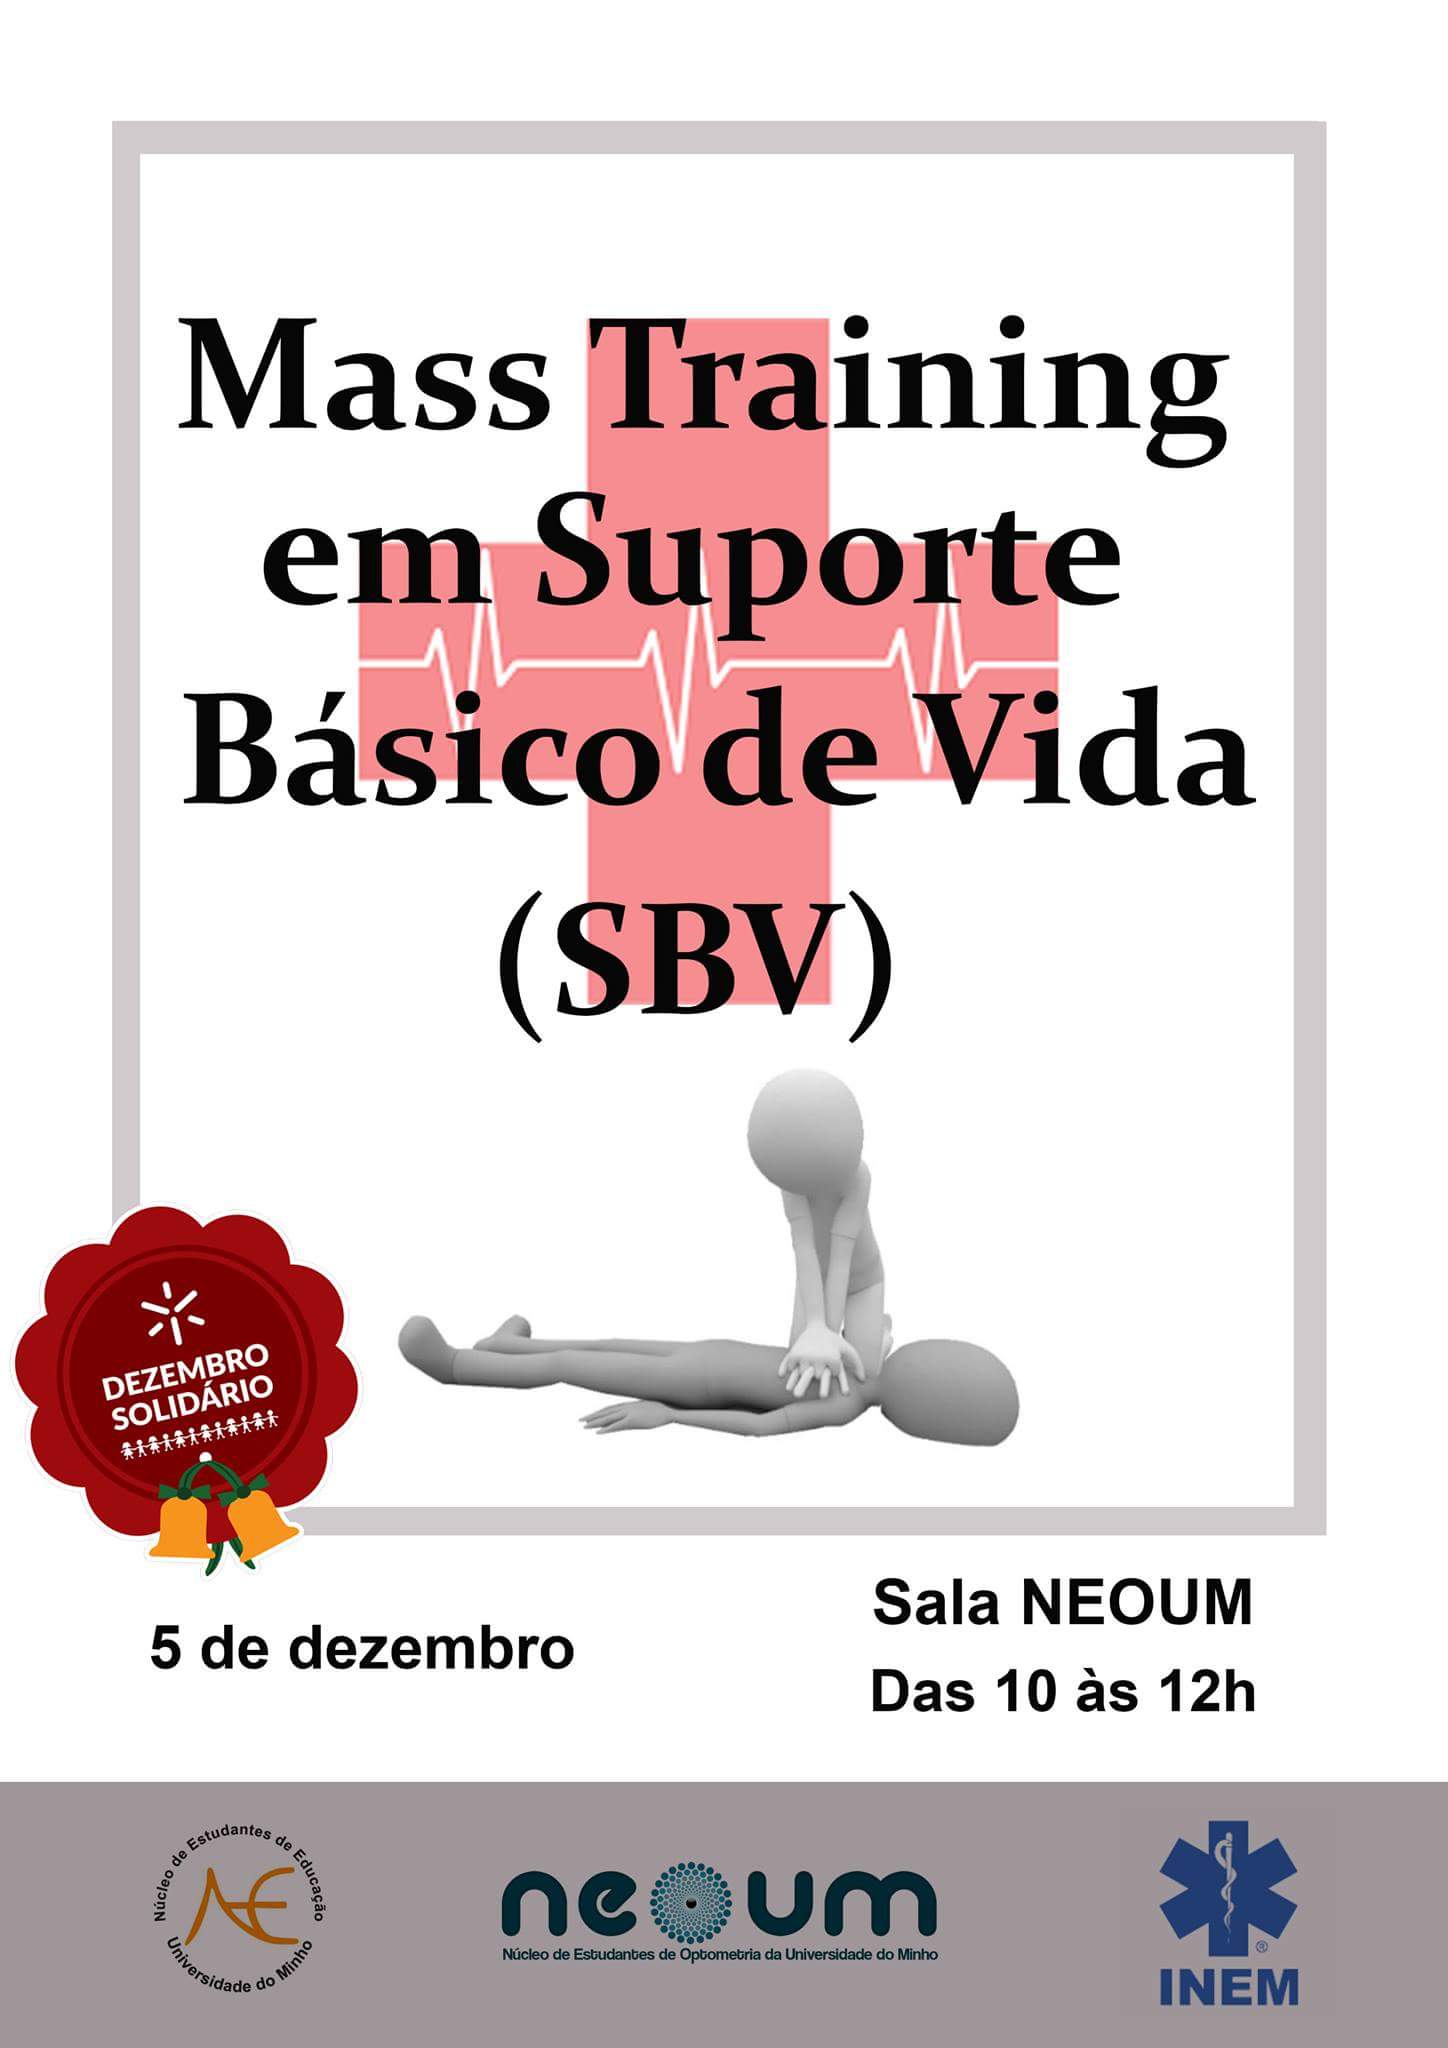 Mass Training
em Suporte
Básico de Vida
(SBV)
DEZEMBRO
SOLIDÁRIO
5 de dezembro
Sala NEOUM
Das 10 às 12h
Núcleo de Estudantes de Educação
Universidade do Minho
neoum
Núcleo de Estudantes de Optometria da Universidade do Minho
®
INEM